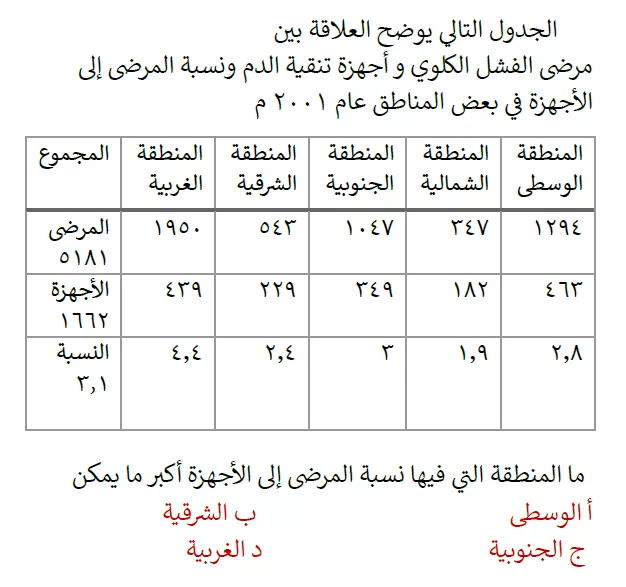 الجدول التالي يوضح العلاقة بين
مرضى الفشل الكلوي و أجهزة تنقية الدم ونسبة المرضى إلى
الأجهزة في بعض المناطق عام ٢٠٠١ م
المنطقة الوسطى المنطقة الشمالية المنطقة الجنوبية المنطقة الشرقية المنطقة الغربية المجموع
١٢٩٤ ٣٤٧ ١٠٤٧ ٥٤٣ ١٩٥٠ المرضى ٥١٨١
٤٦٣ ١٨٢ ٣٤٩ ٢٢٩ ٤٣٩ الأجهزة ١٦٦٢
٢,٨ ١,٩ ٣ ٢,٤ ٤,٤ النسبة ٣,١
ما المنطقة التي فيها نسبة المرضى إلى الأجهزة أكبر ما يمكن
أ الوسطى ب الشرقية
ج الجنوبية د الغربية